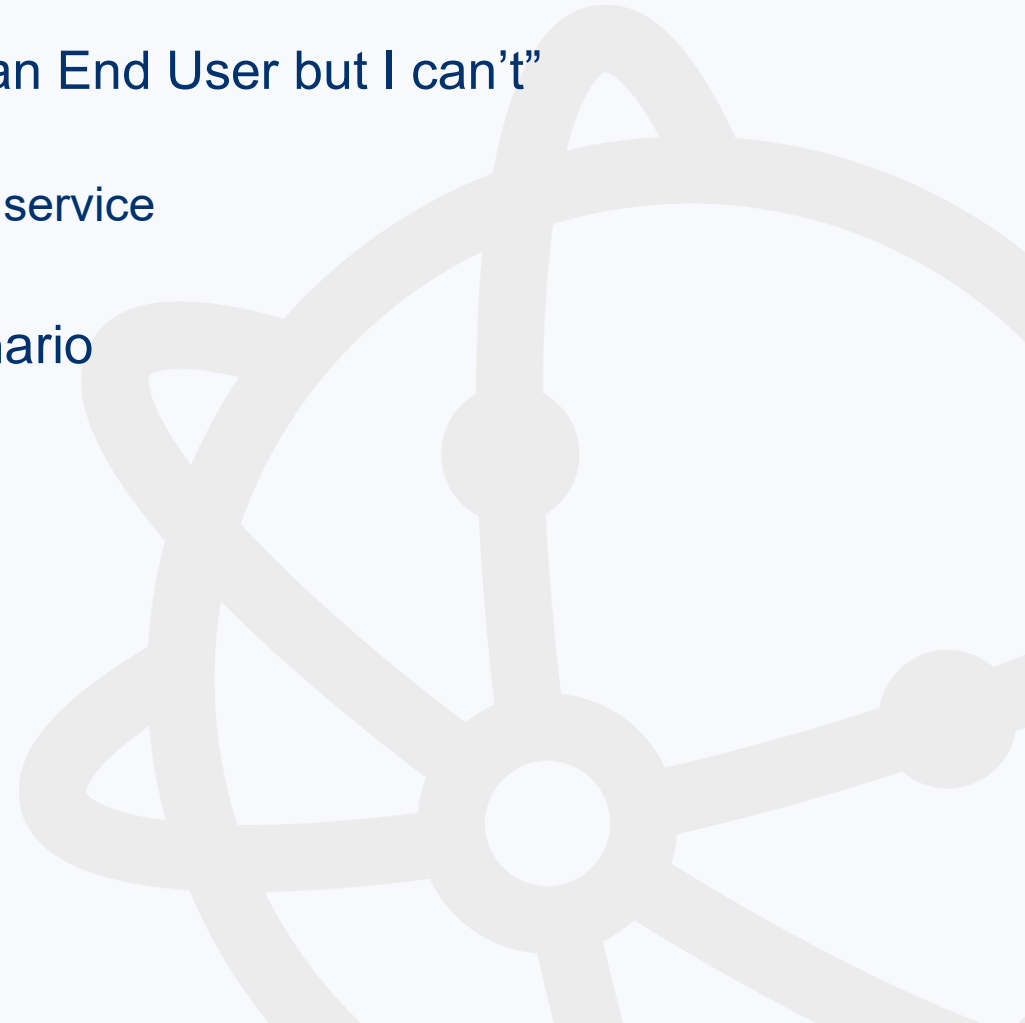 an End User but I can’t”
service
ario